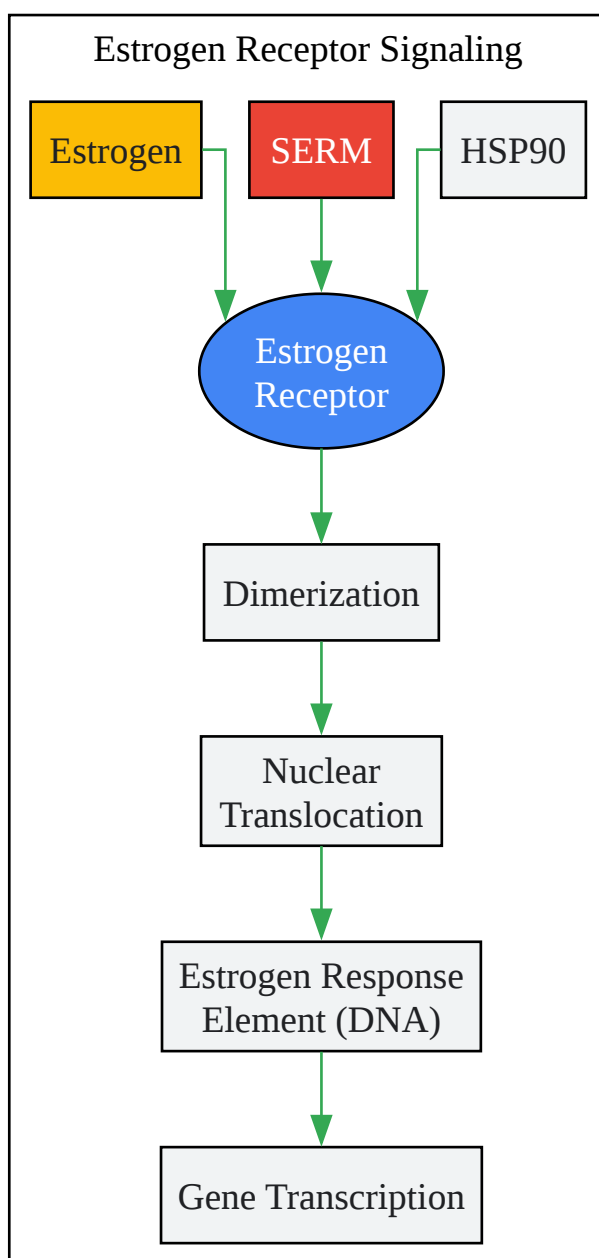 Estrogen Receptor Signaling
Estrogen
SERM
HSP90
Estrogen
Receptor
Dimerization
Nuclear
Translocation
Estrogen Response
Element (DNA)
Gene Transcription